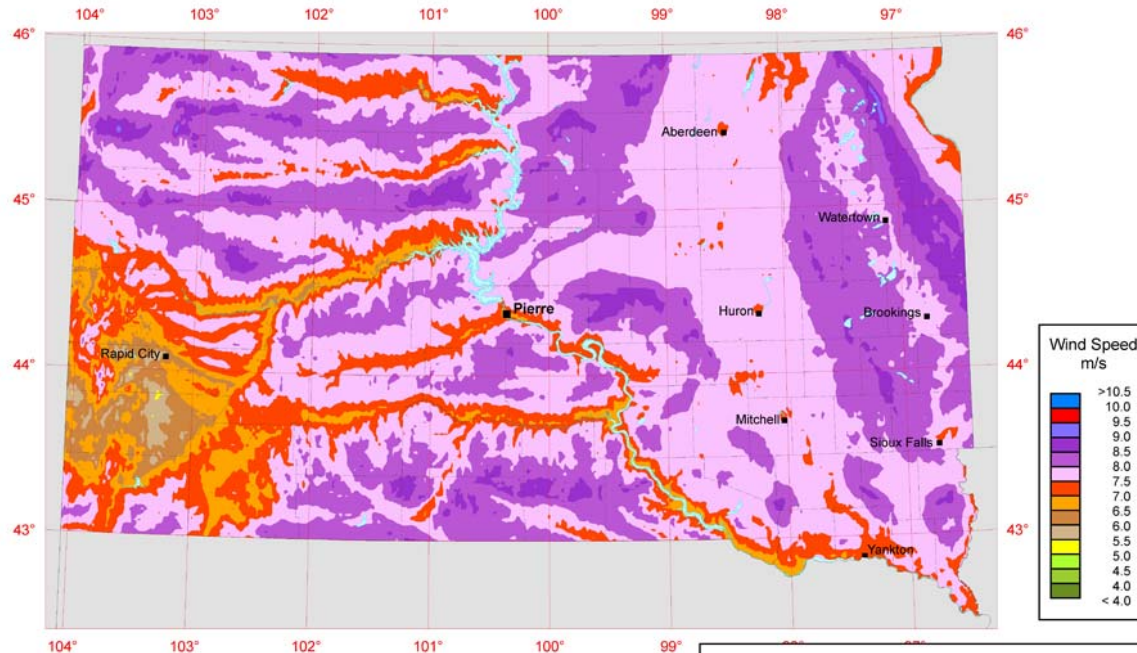 104° 103° 102° 101° 100° 99° 98° 97°
46° 46°
Aberdeen
45° 45°
Watertown
Pierre
Huron
Brookings
44° 44°
Rapid City
Mitchell
Sioux Falls
43° 43°
Yankton
104° 103° 102° 101° 100° 99° 98° 97°
Wind Speed
m/s
>10.5
10.0
9.5
9.0
8.5
8.0
7.5
7.0
6.5
6.0
5.5
5.0
4.5
4.0
< 4.0